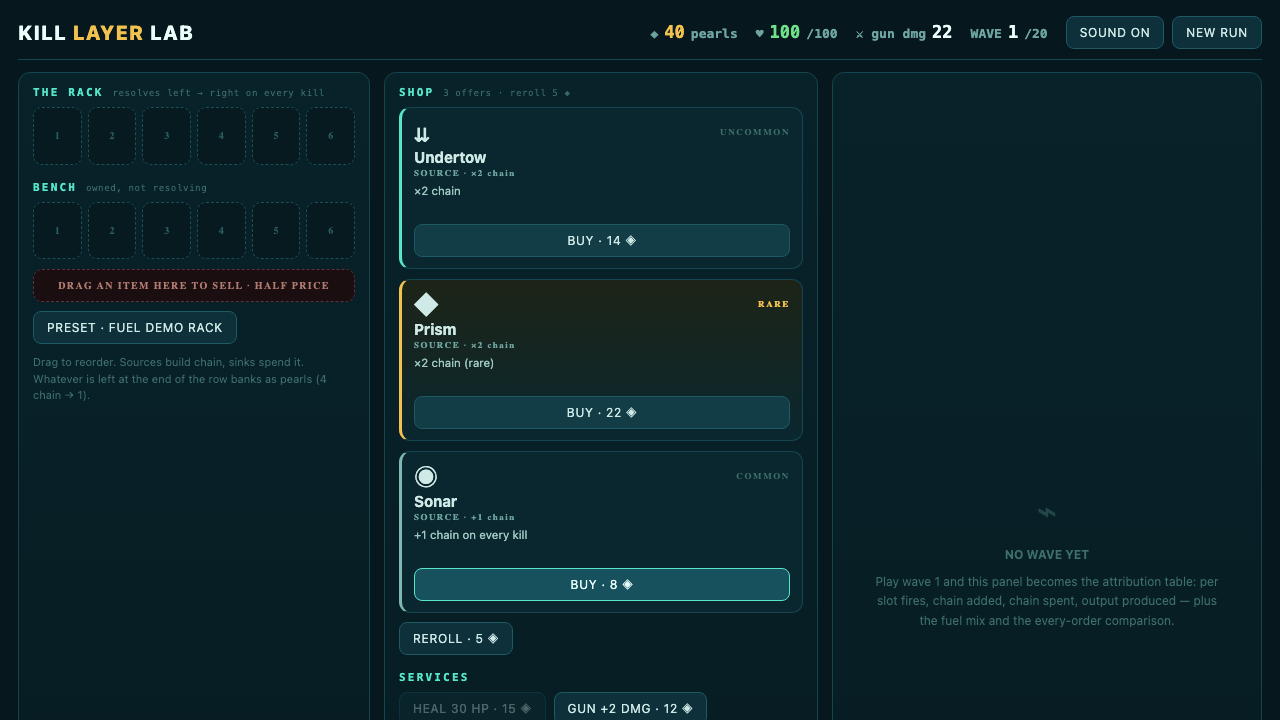 KILL LAYER LAB
◆ 40 pearls ♥ 100 /100 ⚔ gun dmg 22 WAVE 1 /20
SOUND ON
NEW RUN
THE RACK resolves left → right on every kill
1 2 3 4 5 6
BENCH owned, not resolving
1 2 3 4 5 6
DRAG AN ITEM HERE TO SELL · HALF PRICE
PRESET · FUEL DEMO RACK
Drag to reorder. Sources build chain, sinks spend it.
Whatever is left at the end of the row banks as pearls (4
chain → 1).
SHOP 3 offers · reroll 5 ◆
UNCOMMON
Undertow
SOURCE · ×2 chain
×2 chain
BUY · 14 ◈
RARE
Prism
SOURCE · ×2 chain
×2 chain (rare)
BUY · 22 ◈
COMMON
Sonar
SOURCE · +1 chain
+1 chain on every kill
BUY · 8 ◈
REROLL · 5 ◈
SERVICES
HEAL 30 HP · 15 ◈
GUN +2 DMG · 12 ◈
NO WAVE YET
Play wave 1 and this panel becomes the attribution table: per
slot fires, chain added, chain spent, output produced — plus
the fuel mix and the every-order comparison.